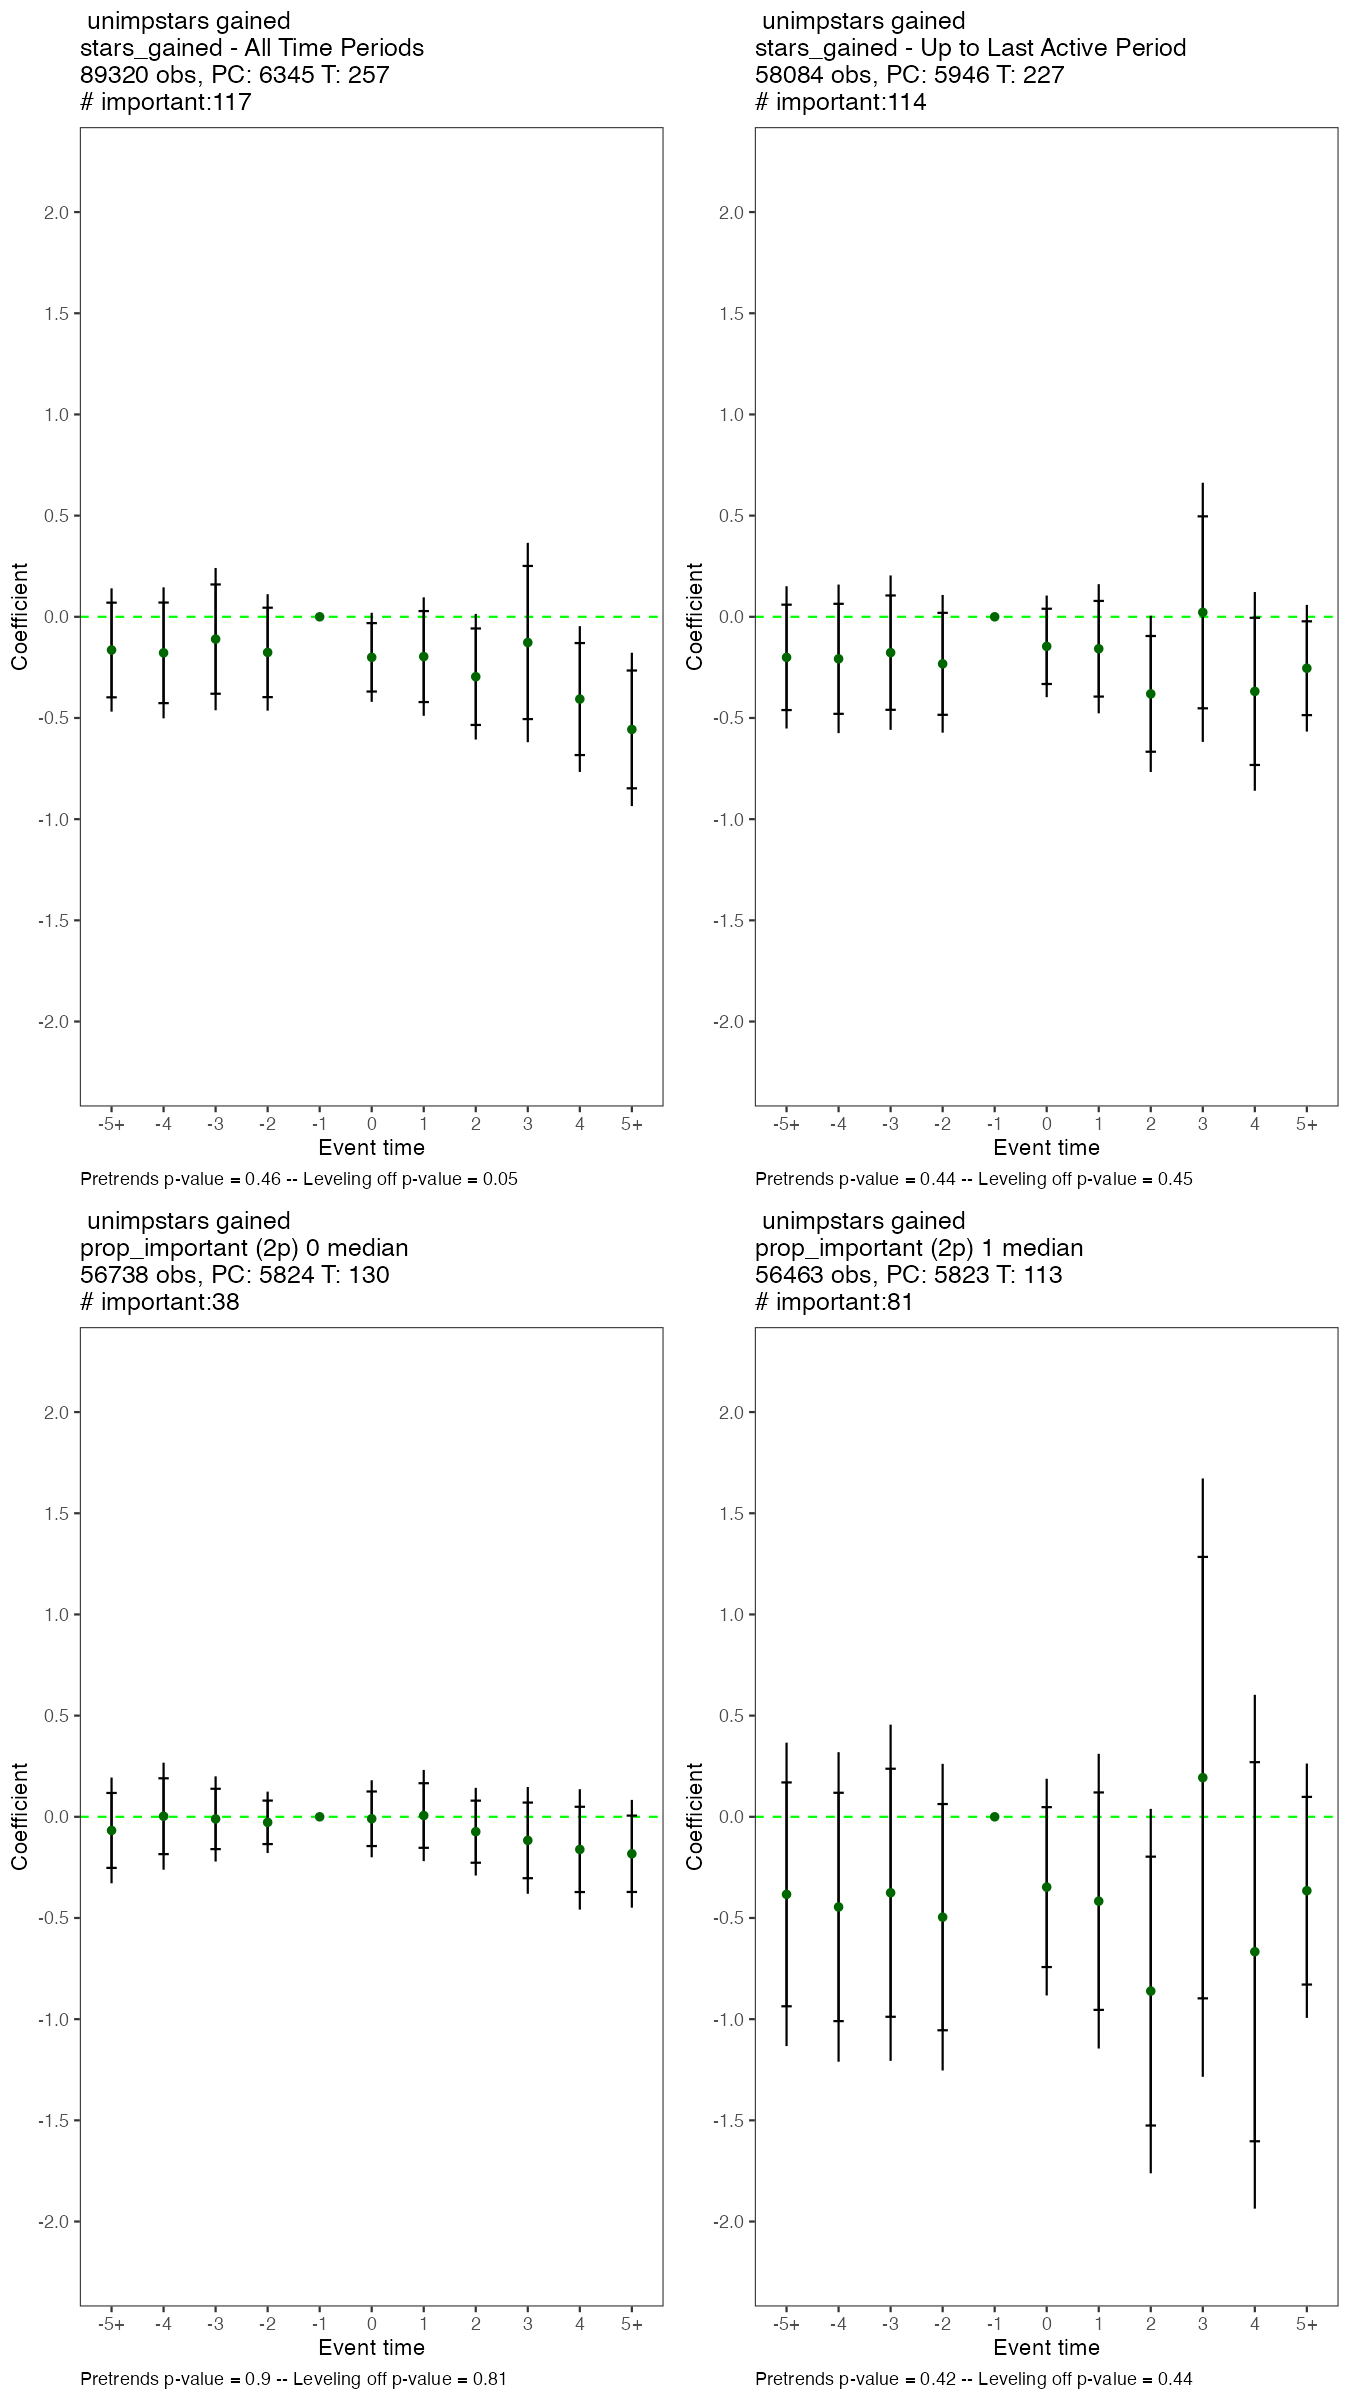 unimpstars gained
stars_gained - All Time Periods
89320 obs, PC: 6345 T: 257
# important:117
2.0
1.5
1.0
0.5
0.0
-0.5
-1.0
-1.5
-2.0
Coefficient
-5+ -4 -3 -2 -1 0 1 2 3 4 5+
Event time
Pretrends p-value = 0.46 -- Leveling off p-value = 0.05
unimpstars gained
stars_gained - Up to Last Active Period
58084 obs, PC: 5946 T: 227
# important:114
2.0
1.5
1.0
0.5
0.0
-0.5
-1.0
-1.5
-2.0
Coefficient
-5+ -4 -3 -2 -1 0 1 2 3 4 5+
Event time
Pretrends p-value = 0.44 -- Leveling off p-value = 0.45
unimpstars gained
prop_important (2p) 0 median
56738 obs, PC: 5824 T: 130
# important:38
2.0
1.5
1.0
0.5
0.0
-0.5
-1.0
-1.5
-2.0
Coefficient
-5+ -4 -3 -2 -1 0 1 2 3 4 5+
Event time
Pretrends p-value = 0.9 -- Leveling off p-value = 0.81
unimpstars gained
prop_important (2p) 1 median
56463 obs, PC: 5823 T: 113
# important:81
2.0
1.5
1.0
0.5
0.0
-0.5
-1.0
-1.5
-2.0
Coefficient
-5+ -4 -3 -2 -1 0 1 2 3 4 5+
Event time
Pretrends p-value = 0.42 -- Leveling off p-value = 0.44